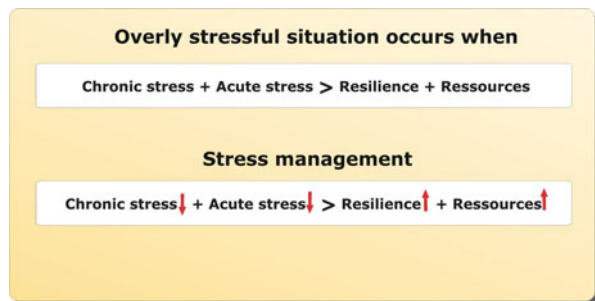 Overly stressful situation occurs when
Chronic stress + Acute stress > Resilience + Ressources
Stress management
Chronic stress↓ + Acute stress↓ > Resilience↑ + Ressources↑